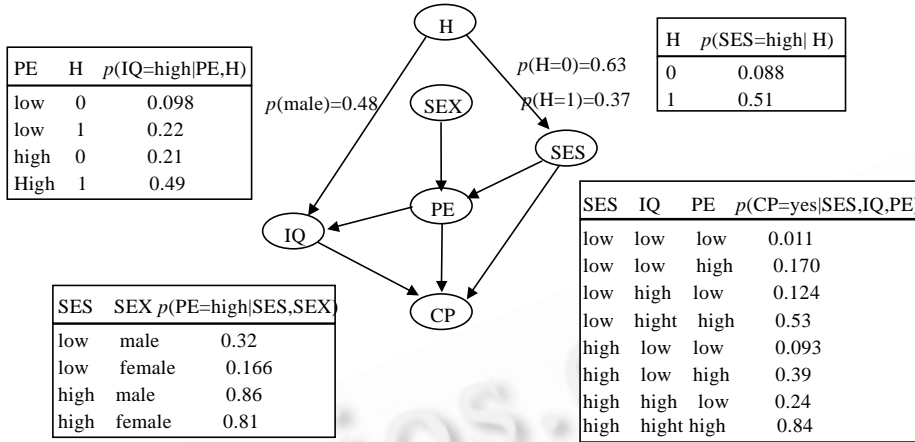 H
H p(SES=high| H)
0 0.088
1 0.51
PE H p(IQ=high|PE,H)
low 0 0.098
low 1 0.22
high 0 0.21
High 1 0.49
p(H=0)=0.63
p(male)=0.48
SEX
p(H=1)=0.37
SES
PE
IQ
CP
SES IQ PE p(CP=yes|SES,IQ,PE)
low low low 0.011
low low high 0.170
low high low 0.124
low hight high 0.53
high low low 0.093
high low high 0.39
high high low 0.24
high hight high 0.84
SES SEX p(PE=high|SES,SEX)
low male 0.32
low female 0.166
high male 0.86
high female 0.81